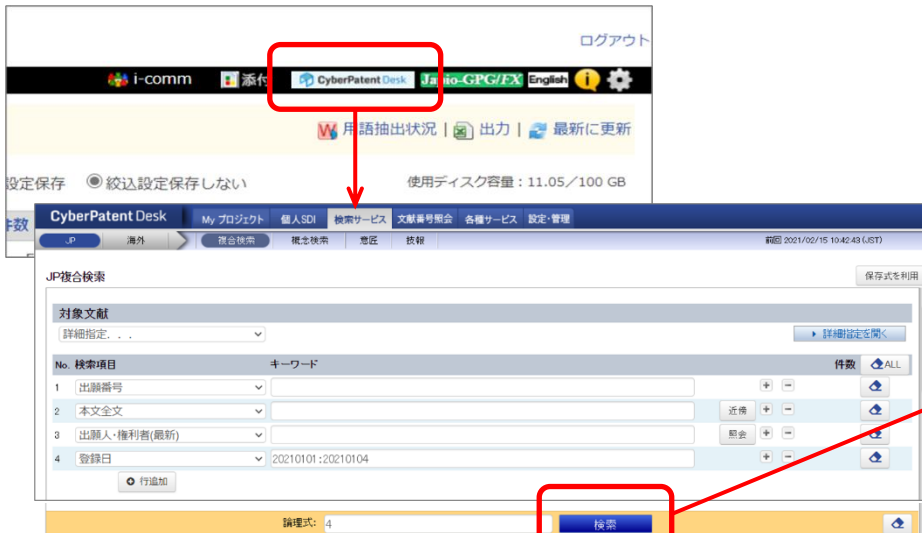 ログアウト
i-comm 添付 CyberPatent Desk Japio-GPG/FX English
用語抽出状況 | 出力 | 最新に更新
設定保存 絞込設定保存しない 使用ディスク容量：11.05／100 GB
件数
CyberPatent Desk My プロジェクト 個人SDI 検索サービス 文献番号照会 各種サービス 設定・管理
JP 海外 複合検索 概念検索 意匠 技報 前回 2021/02/15 10:42:43 (JST)
JP複合検索 保存式を利用
対象文献
詳細指定. . . 詳細指定を開く
No. 検索項目 キーワード 件数 ALL
1 出願番号 + −
2 本文全文 近傍 + −
3 出願人・権利者(最新) 照会 + −
4 登録日 20210101:20210104 + −
行追加
論理式: 4 検索